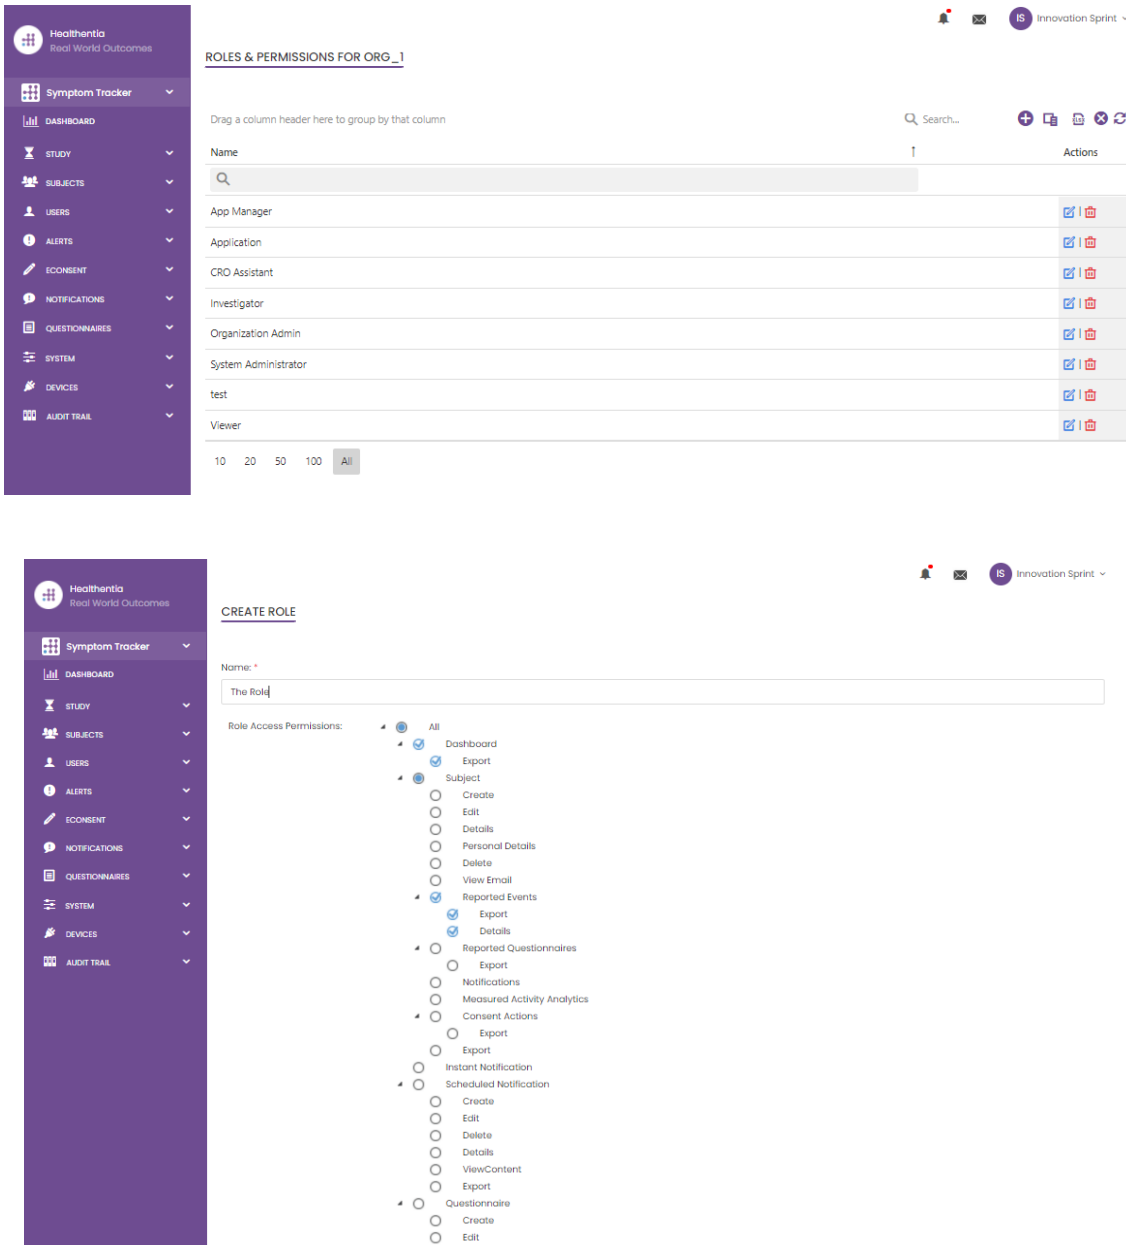 Healthentia
Real World Outcomes
IS Innovation Sprint
ROLES & PERMISSIONS FOR ORG_1
Symptom Tracker
DASHBOARD
STUDY
SUBJECTS
USERS
ALERTS
ECONSENT
NOTIFICATIONS
QUESTIONNAIRES
SYSTEM
DEVICES
AUDIT TRAIL
Drag a column header here to group by that column
Search...
Name
Actions
App Manager
Application
CRO Assistant
Investigator
Organization Admin
System Administrator
test
Viewer
10 20 50 100 All
Healthentia
Real World Outcomes
IS Innovation Sprint
CREATE ROLE
Symptom Tracker
DASHBOARD
STUDY
SUBJECTS
USERS
ALERTS
ECONSENT
NOTIFICATIONS
QUESTIONNAIRES
SYSTEM
DEVICES
AUDIT TRAIL
Name: *
The Role
Role Access Permissions:
All
Dashboard
Export
Subject
Create
Edit
Details
Personal Details
Delete
View Email
Reported Events
Export
Details
Reported Questionnaires
Export
Notifications
Measured Activity Analytics
Consent Actions
Export
Export
Instant Notification
Scheduled Notification
Create
Edit
Delete
Details
ViewContent
Export
Questionnaire
Create
Edit